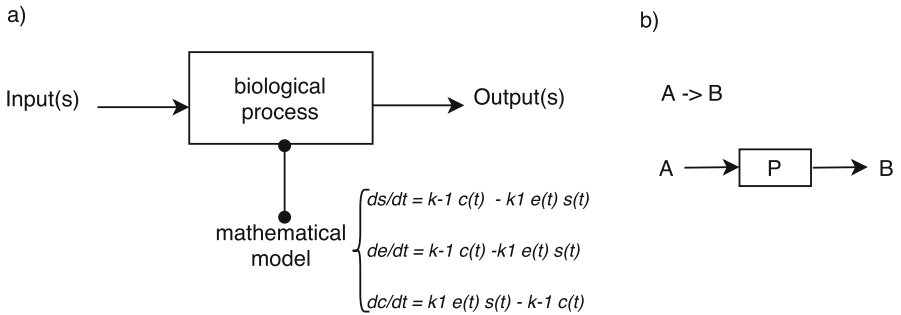 a)
Input(s)
biological
process
Output(s)
mathematical
model
ds/dt = k-1 c(t) - k1 e(t) s(t)
de/dt = k-1 c(t) -k1 e(t) s(t)
dc/dt = k1 e(t) s(t) - k-1 c(t)
b)
A -> B
A P B